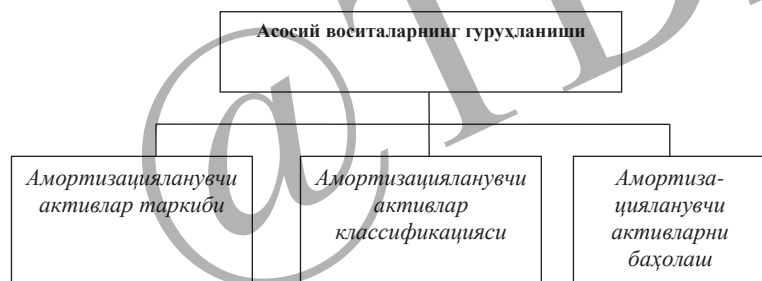 Асосий воситаларнинг гуруҳланиши
Амортизацияланувчи
активлар таркиби
Амортизацияланувчи
активлар
классификацияси
Амортиза-
цияланувчи
активларни
баҳолаш